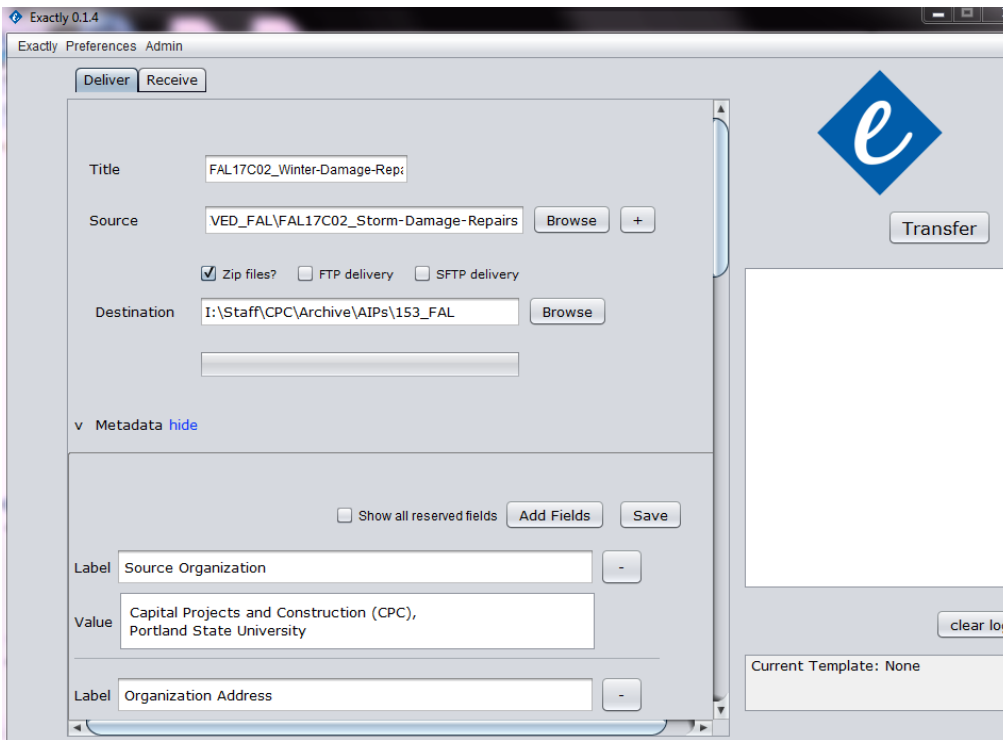 Exactly 0.1.4
Exactly Preferences Admin
Deliver Receive
Title FAL17C02_Winter-Damage-Repa
Source VED_FAL\FAL17C02_Storm-Damage-Repairs Browse +
Transfer
Zip files? FTP delivery SFTP delivery
Destination I:\Staff\CPC\Archive\AIPs\153_FAL Browse
v Metadata hide
Show all reserved fields Add Fields Save
Label Source Organization -
Value Capital Projects and Construction (CPC),
Portland State University
clear lo
Current Template: None
Label Organization Address -